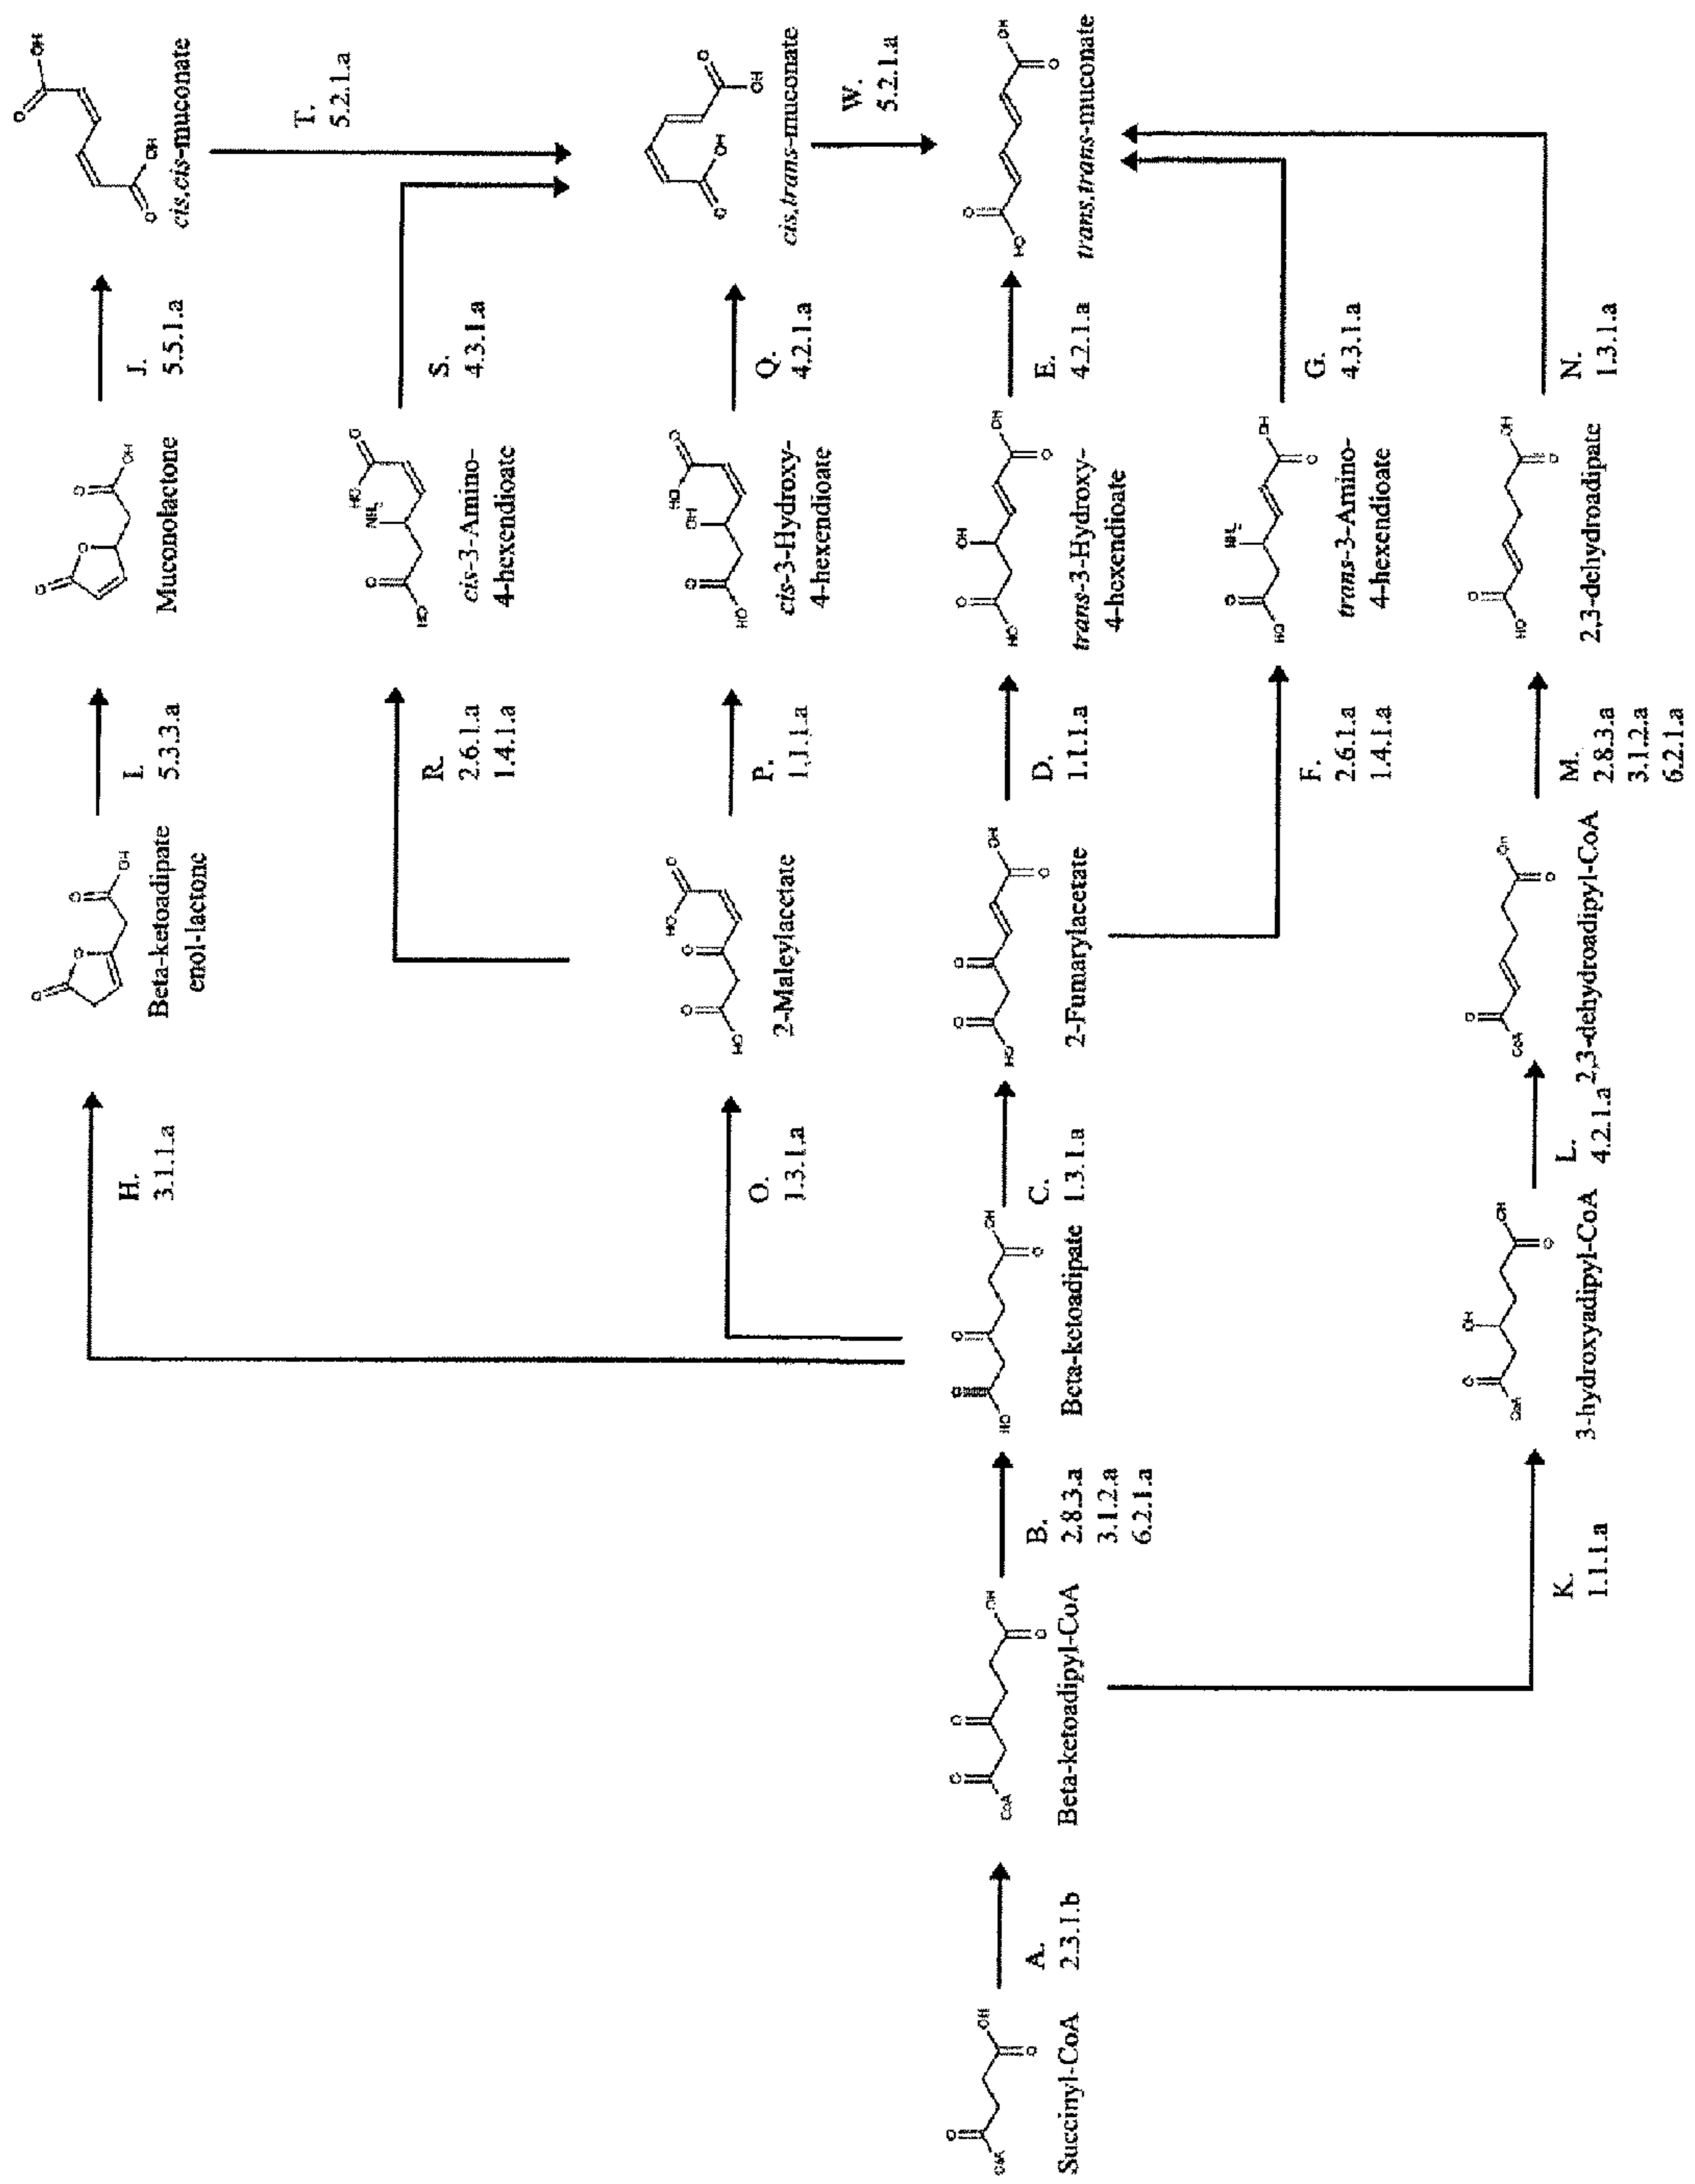 cis,cis-muconate
T.
5.2.1.a
cis,trans-muconate
W.
5.2.1.a
trans,trans-muconate
J.
5.5.1.a
S.
4.3.1.a
Q.
4.2.1.a
E.
4.2.1.a
G.
4.3.1.a
N.
1.3.1.a
Muconolactone
cis-3-Amino-
4-hexendioate
cis-3-Hydroxy-
4-hexendioate
trans-3-Hydroxy-
4-hexendioate
trans-3-Amino-
4-hexendioate
2,3-dehydroadipate
I.
5.3.3.a
R.
2.6.1.a
1.4.1.a
P.
1.1.1.a
D.
1.1.1.a
F.
2.6.1.a
1.4.1.a
M.
2.8.3.a
3.1.2.a
6.2.1.a
Beta-ketoadipate
enol-lactone
2-Maleylacetate
2-Fumarylacetate
2,3-dehydroadipyl-CoA
H.
3.1.1.a
O.
1.3.1.a
C.
1.3.1.a
L.
4.2.1.a
Beta-ketoadipate
3-hydroxyadipyl-CoA
B.
2.8.3.a
3.1.2.a
6.2.1.a
K.
1.1.1.a
Beta-ketoadipyl-CoA
A.
2.3.1.b
Succinyl-CoA